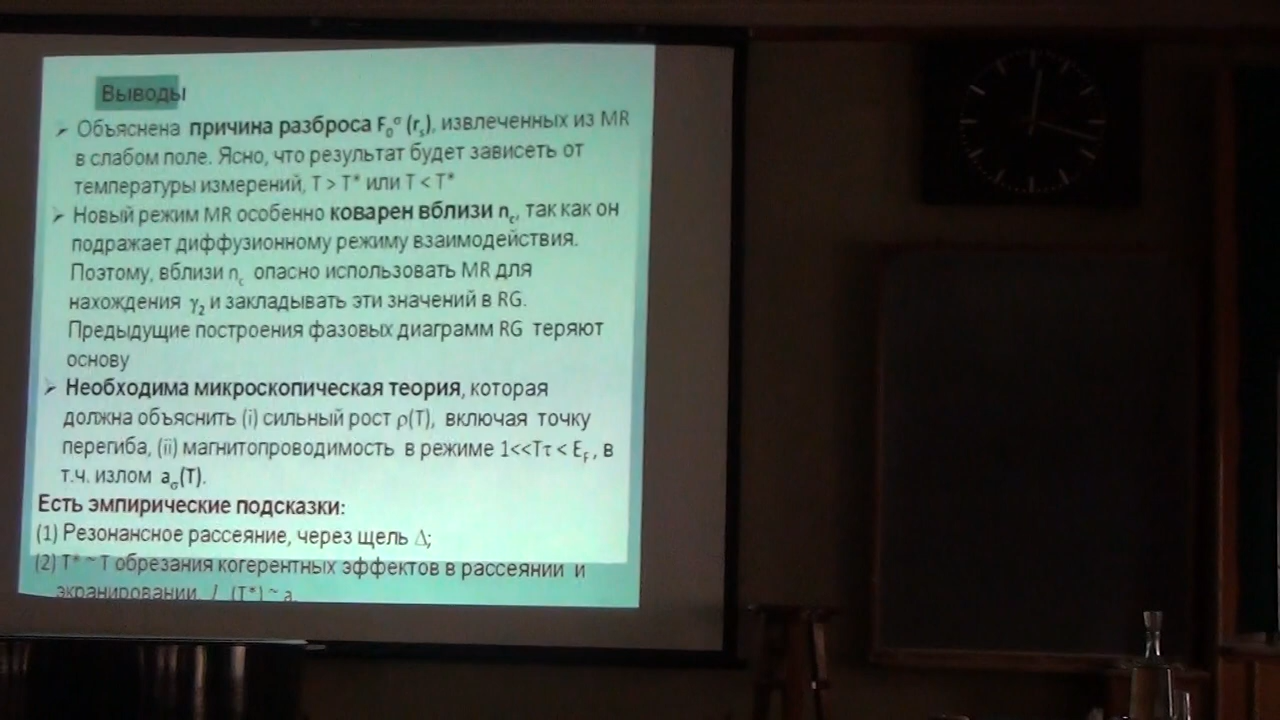 Выводы
➢ Объяснена причина разброса F₀^σ (rₛ), извлеченных из MR
в слабом поле. Ясно, что результат будет зависеть от
температуры измерений, T > T* или T < T*
➢ Новый режим MR особенно коварен вблизи n_c, так как он
подражает диффузионному режиму взаимодействия.
Поэтому, вблизи n_c опасно использовать MR для
нахождения γ₂ и закладывать эти значений в RG.
Предыдущие построения фазовых диаграмм RG теряют
основу
➢ Необходима микроскопическая теория, которая
должна объяснить (i) сильный рост ρ(T), включая точку
перегиба, (ii) магнитопроводимость в режиме 1<<Tτ < E_F, в
т.ч. излом a_σ(T).
Есть эмпирические подсказки:
(1) Резонансное рассеяние, через щель Δ;
(2) T* ~ T обрезания когерентных эффектов в рассеянии и
экранировании (T*) ~ a